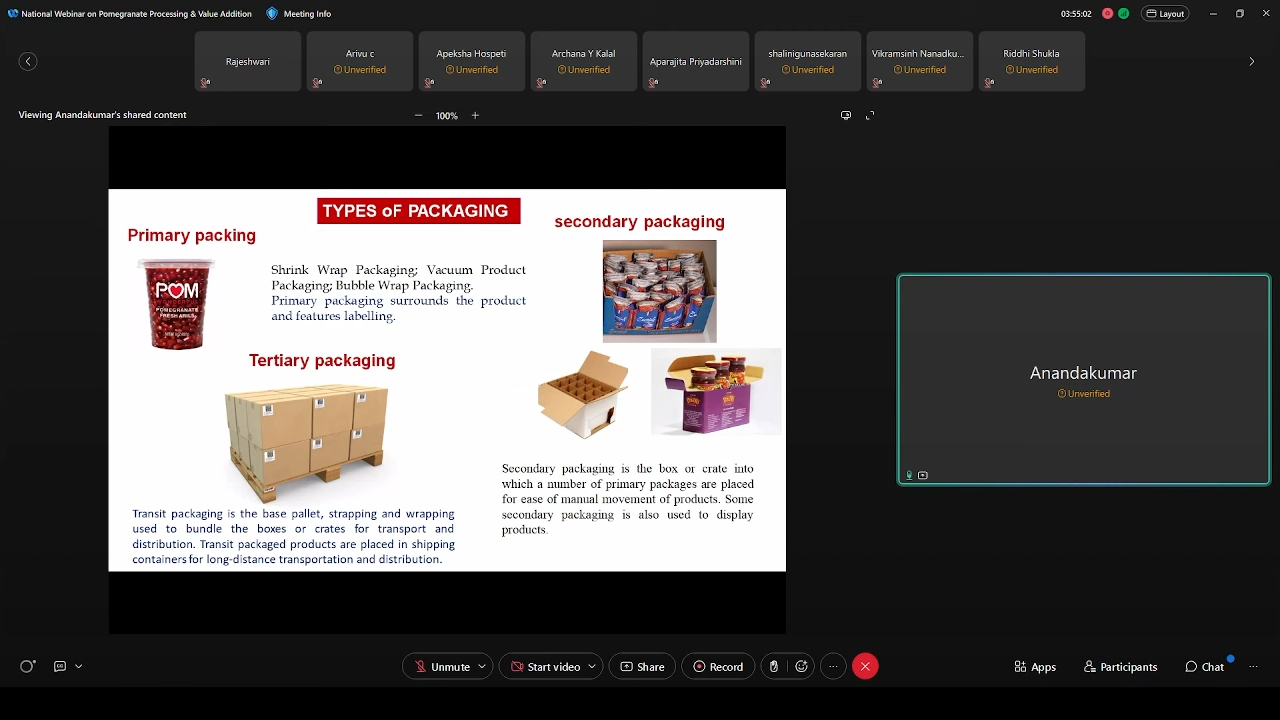 National Webinar on Pomegranate Processing & Value Addition
Meeting Info
03:55:02
Layout
Rajeshwari
Arivu c
Unverified
Apeksha Hospeti
Unverified
Archana Y Kalal
Unverified
Aparajita Priyadarshini
shalinigunasekaran
Unverified
Vikramsinh Nanadku...
Unverified
Riddhi Shukla
Unverified
Viewing Anandakumar's shared content
100%
TYPES oF PACKAGING
Primary packing
POM
WONDERFUL
POMEGRANATE
FRESH ARILS
Shrink Wrap Packaging; Vacuum Product
Packaging; Bubble Wrap Packaging.
Primary packaging surrounds the product
and features labelling.
secondary packaging
Tertiary packaging
Transit packaging is the base pallet, strapping and wrapping
used to bundle the boxes or crates for transport and
distribution. Transit packaged products are placed in shipping
containers for long-distance transportation and distribution.
Secondary packaging is the box or crate into
which a number of primary packages are placed
for ease of manual movement of products. Some
secondary packaging is also used to display
products.
Anandakumar
Unverified
Unmute
Start video
Share
Record
Apps
Participants
Chat